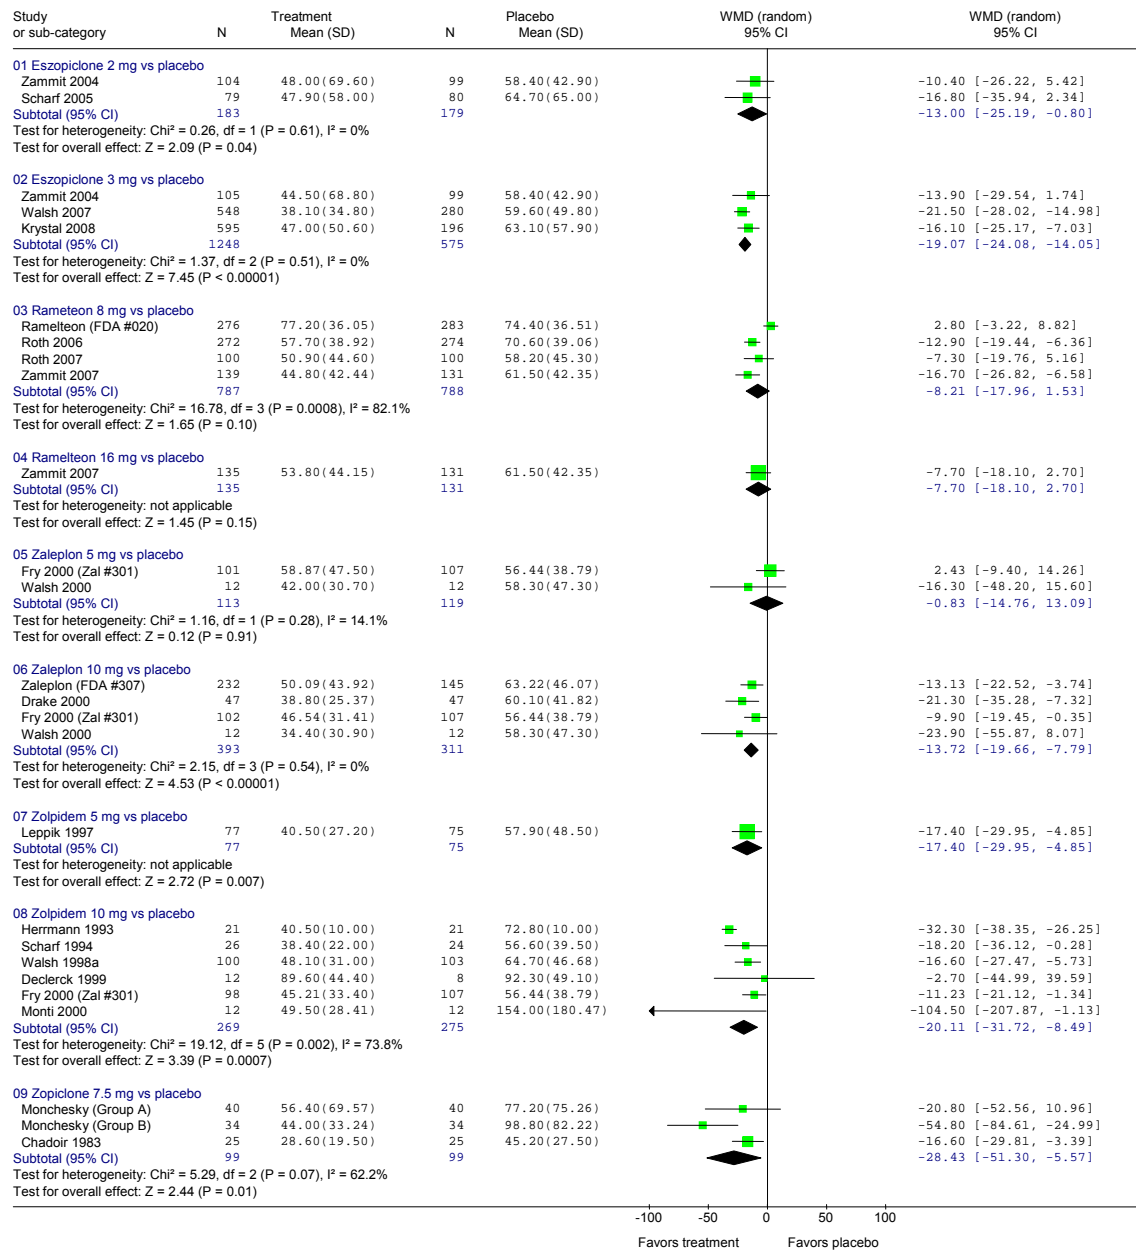 Study Treatment Placebo WMD (random) WMD (random)
or sub-category N Mean (SD) N Mean (SD) 95% CI 95% CI
01 Eszopiclone 2 mg vs placebo
Zammit 2004 104 48.00(69.60) 99 58.40(42.90) -10.40 [-26.22, 5.42]
Scharf 2005 79 47.90(58.00) 80 64.70(65.00) -16.80 [-35.94, 2.34]
Subtotal (95% CI) 183 179 -13.00 [-25.19, -0.80]
Test for heterogeneity: Chi² = 0.26, df = 1 (P = 0.61), I² = 0%
Test for overall effect: Z = 2.09 (P = 0.04)
02 Eszopiclone 3 mg vs placebo
Zammit 2004 105 44.50(68.80) 99 58.40(42.90) -13.90 [-29.54, 1.74]
Walsh 2007 548 38.10(34.80) 280 59.60(49.80) -21.50 [-28.02, -14.98]
Krystal 2008 595 47.00(50.60) 196 63.10(57.90) -16.10 [-25.17, -7.03]
Subtotal (95% CI) 1248 575 -19.07 [-24.08, -14.05]
Test for heterogeneity: Chi² = 1.37, df = 2 (P = 0.51), I² = 0%
Test for overall effect: Z = 7.45 (P < 0.00001)
03 Rameteon 8 mg vs placebo
Ramelteon (FDA #020) 276 77.20(36.05) 283 74.40(36.51) 2.80 [-3.22, 8.82]
Roth 2006 272 57.70(38.92) 274 70.60(39.06) -12.90 [-19.44, -6.36]
Roth 2007 100 50.90(44.60) 100 58.20(45.30) -7.30 [-19.76, 5.16]
Zammit 2007 139 44.80(42.44) 131 61.50(42.35) -16.70 [-26.82, -6.58]
Subtotal (95% CI) 787 788 -8.21 [-17.96, 1.53]
Test for heterogeneity: Chi² = 16.78, df = 3 (P = 0.0008), I² = 82.1%
Test for overall effect: Z = 1.65 (P = 0.10)
04 Ramelteon 16 mg vs placebo
Zammit 2007 135 53.80(44.15) 131 61.50(42.35) -7.70 [-18.10, 2.70]
Subtotal (95% CI) 135 131 -7.70 [-18.10, 2.70]
Test for heterogeneity: not applicable
Test for overall effect: Z = 1.45 (P = 0.15)
05 Zaleplon 5 mg vs placebo
Fry 2000 (Zal #301) 101 58.87(47.50) 107 56.44(38.79) 2.43 [-9.40, 14.26]
Walsh 2000 12 42.00(30.70) 12 58.30(47.30) -16.30 [-48.20, 15.60]
Subtotal (95% CI) 113 119 -0.83 [-14.76, 13.09]
Test for heterogeneity: Chi² = 1.16, df = 1 (P = 0.28), I² = 14.1%
Test for overall effect: Z = 0.12 (P = 0.91)
06 Zaleplon 10 mg vs placebo
Zaleplon (FDA #307) 232 50.09(43.92) 145 63.22(46.07) -13.13 [-22.52, -3.74]
Drake 2000 47 38.80(25.37) 47 60.10(41.82) -21.30 [-35.28, -7.32]
Fry 2000 (Zal #301) 102 46.54(31.41) 107 56.44(38.79) -9.90 [-19.45, -0.35]
Walsh 2000 12 34.40(30.90) 12 58.30(47.30) -23.90 [-55.87, 8.07]
Subtotal (95% CI) 393 311 -13.72 [-19.66, -7.79]
Test for heterogeneity: Chi² = 2.15, df = 3 (P = 0.54), I² = 0%
Test for overall effect: Z = 4.53 (P < 0.00001)
07 Zolpidem 5 mg vs placebo
Leppik 1997 77 40.50(27.20) 75 57.90(48.50) -17.40 [-29.95, -4.85]
Subtotal (95% CI) 77 75 -17.40 [-29.95, -4.85]
Test for heterogeneity: not applicable
Test for overall effect: Z = 2.72 (P = 0.007)
08 Zolpidem 10 mg vs placebo
Herrmann 1993 21 40.50(10.00) 21 72.80(10.00) -32.30 [-38.35, -26.25]
Scharf 1994 26 38.40(22.00) 24 56.60(39.50) -18.20 [-36.12, -0.28]
Walsh 1998a 100 48.10(31.00) 103 64.70(46.68) -16.60 [-27.47, -5.73]
Declerck 1999 12 89.60(44.40) 8 92.30(49.10) -2.70 [-44.99, 39.59]
Fry 2000 (Zal #301) 98 45.21(33.40) 107 56.44(38.79) -11.23 [-21.12, -1.34]
Monti 2000 12 49.50(28.41) 12 154.00(180.47) -104.50 [-207.87, -1.13]
Subtotal (95% CI) 269 275 -20.11 [-31.72, -8.49]
Test for heterogeneity: Chi² = 19.12, df = 5 (P = 0.002), I² = 73.8%
Test for overall effect: Z = 3.39 (P = 0.0007)
09 Zopiclone 7.5 mg vs placebo
Monchesky (Group A) 40 56.40(69.57) 40 77.20(75.26) -20.80 [-52.56, 10.96]
Monchesky (Group B) 34 44.00(33.24) 34 98.80(82.22) -54.80 [-84.61, -24.99]
Chadoir 1983 25 28.60(19.50) 25 45.20(27.50) -16.60 [-29.81, -3.39]
Subtotal (95% CI) 99 99 -28.43 [-51.30, -5.57]
Test for heterogeneity: Chi² = 5.29, df = 2 (P = 0.07), I² = 62.2%
Test for overall effect: Z = 2.44 (P = 0.01)
-100 -50 0 50 100
Favors treatment Favors placebo